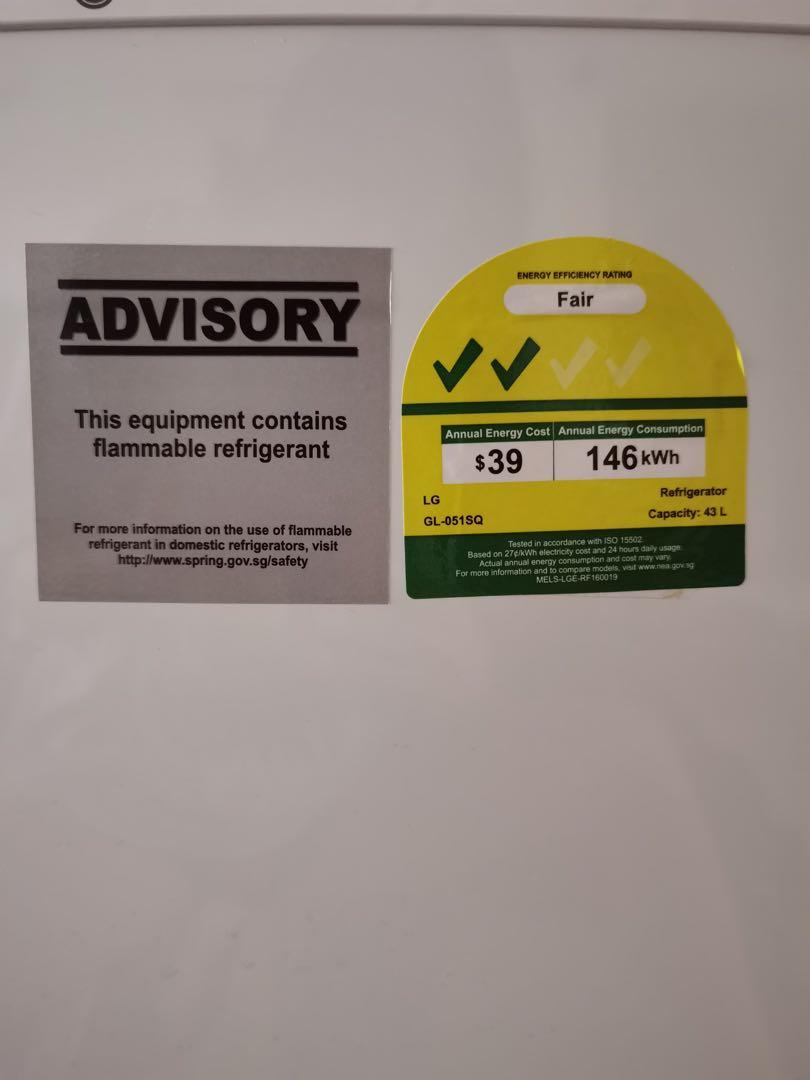 ADVISORY
This equipment contains
flammable refrigerant
For more information on the use of flammable
refrigerant in domestic refrigerators, visit
http://www.spring.gov.sg/safety
ENERGY EFFICIENCY RATING
Fair
Annual Energy Cost
$39
Annual Energy Consumption
146 kWh
LG
GL-051SQ
Refrigerator
Capacity: 43 L
Tested in accordance with ISO 15502.
Based on 27¢/kWh electricity cost and 24 hours daily usage.
Actual annual energy consumption and cost may vary.
For more information and to compare models, visit www.nea.gov.sg
MELS-LGE-RF160019